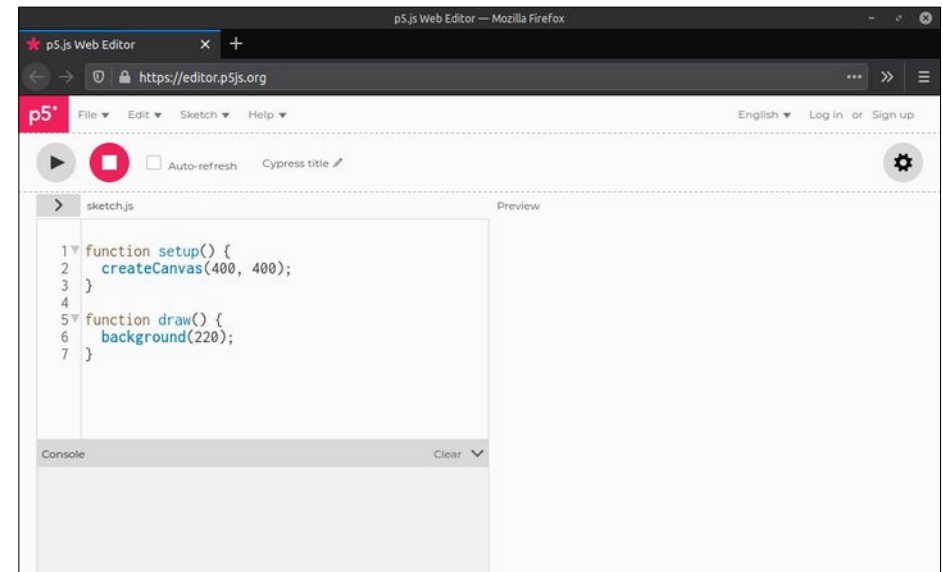 p5.js Web Editor — Mozilla Firefox
p5.js Web Editor
https://editor.p5js.org
p5* File Edit Sketch Help English Log in or Sign up
Auto-refresh Cypress title
sketch.js Preview
1 function setup() {
2 createCanvas(400, 400);
3 }
4
5 function draw() {
6 background(220);
7 }
Console Clear